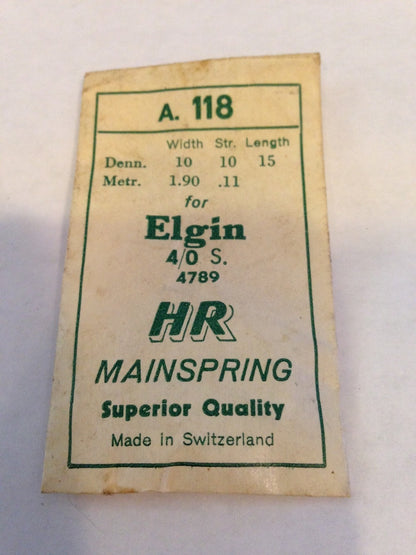 A. 118
Width Str. Length
Denn. 10 10 15
Metr. 1.90 .11
for
Elgin
4/0 S.
4789
HR
MAINSPRING
Superior Quality
Made in Switzerland